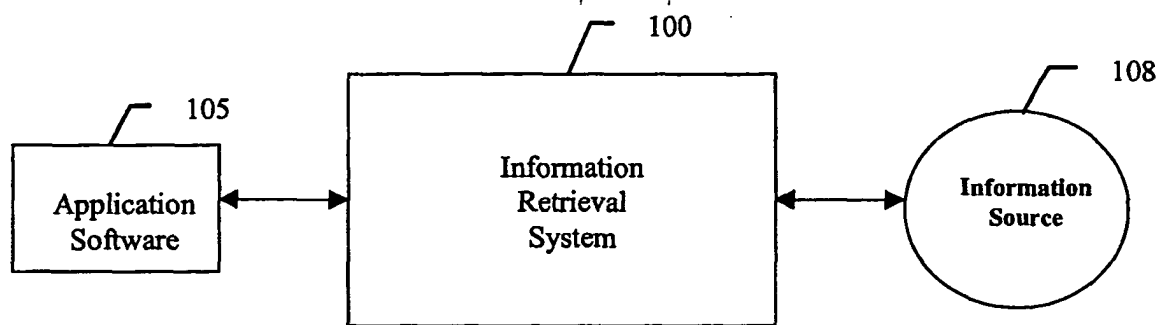 100
108
105
Information
Retrieval
System
Information
Source
Application
Software